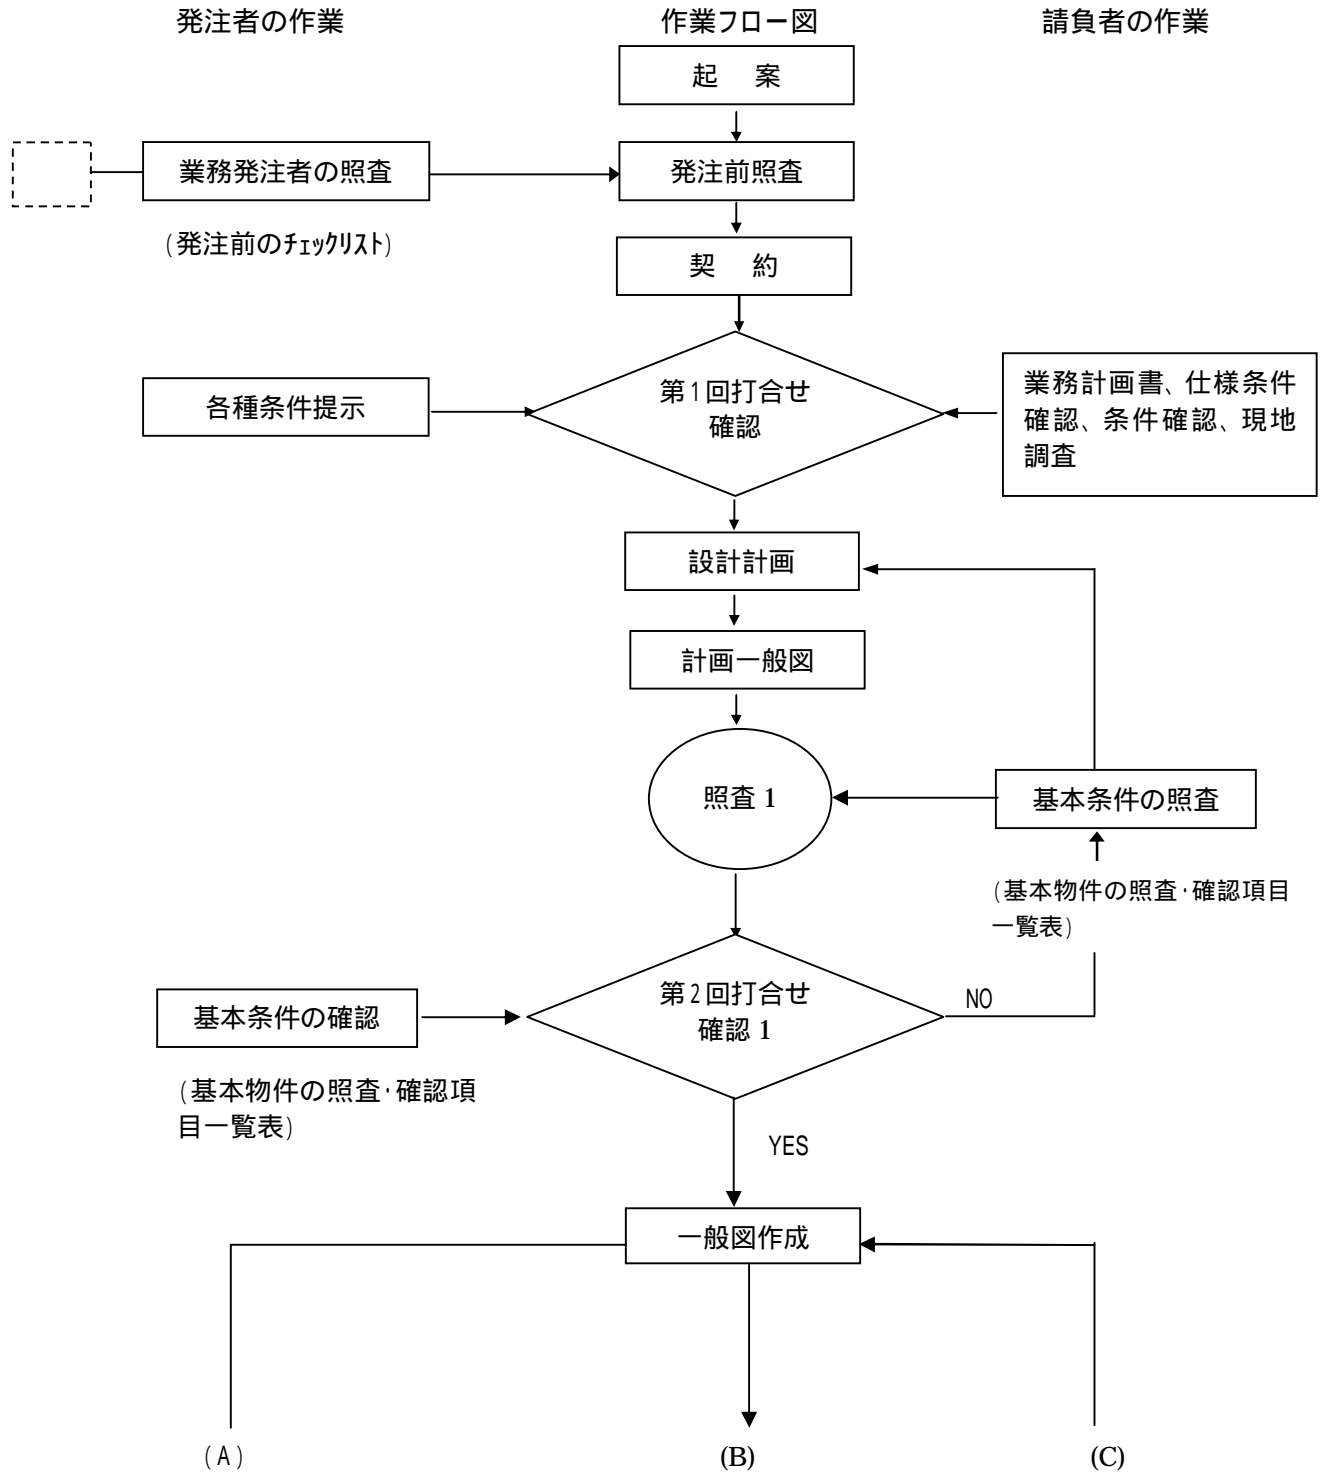 発注者の作業
作業フロー図
請負者の作業
起　案
業務発注者の照査
発注前照査
(発注前のﾁｪｯｸﾘｽﾄ)
契　約
各種条件提示
第1回打合せ
確認
業務計画書、仕様条件
確認、条件確認、現地
調査
設計計画
計画一般図
照査 1
基本条件の照査
(基本物件の照査･確認項目
一覧表)
基本条件の確認
第2回打合せ
確認 1
NO
(基本物件の照査･確認項
目一覧表)
YES
一般図作成
(A)
(B)
(C)